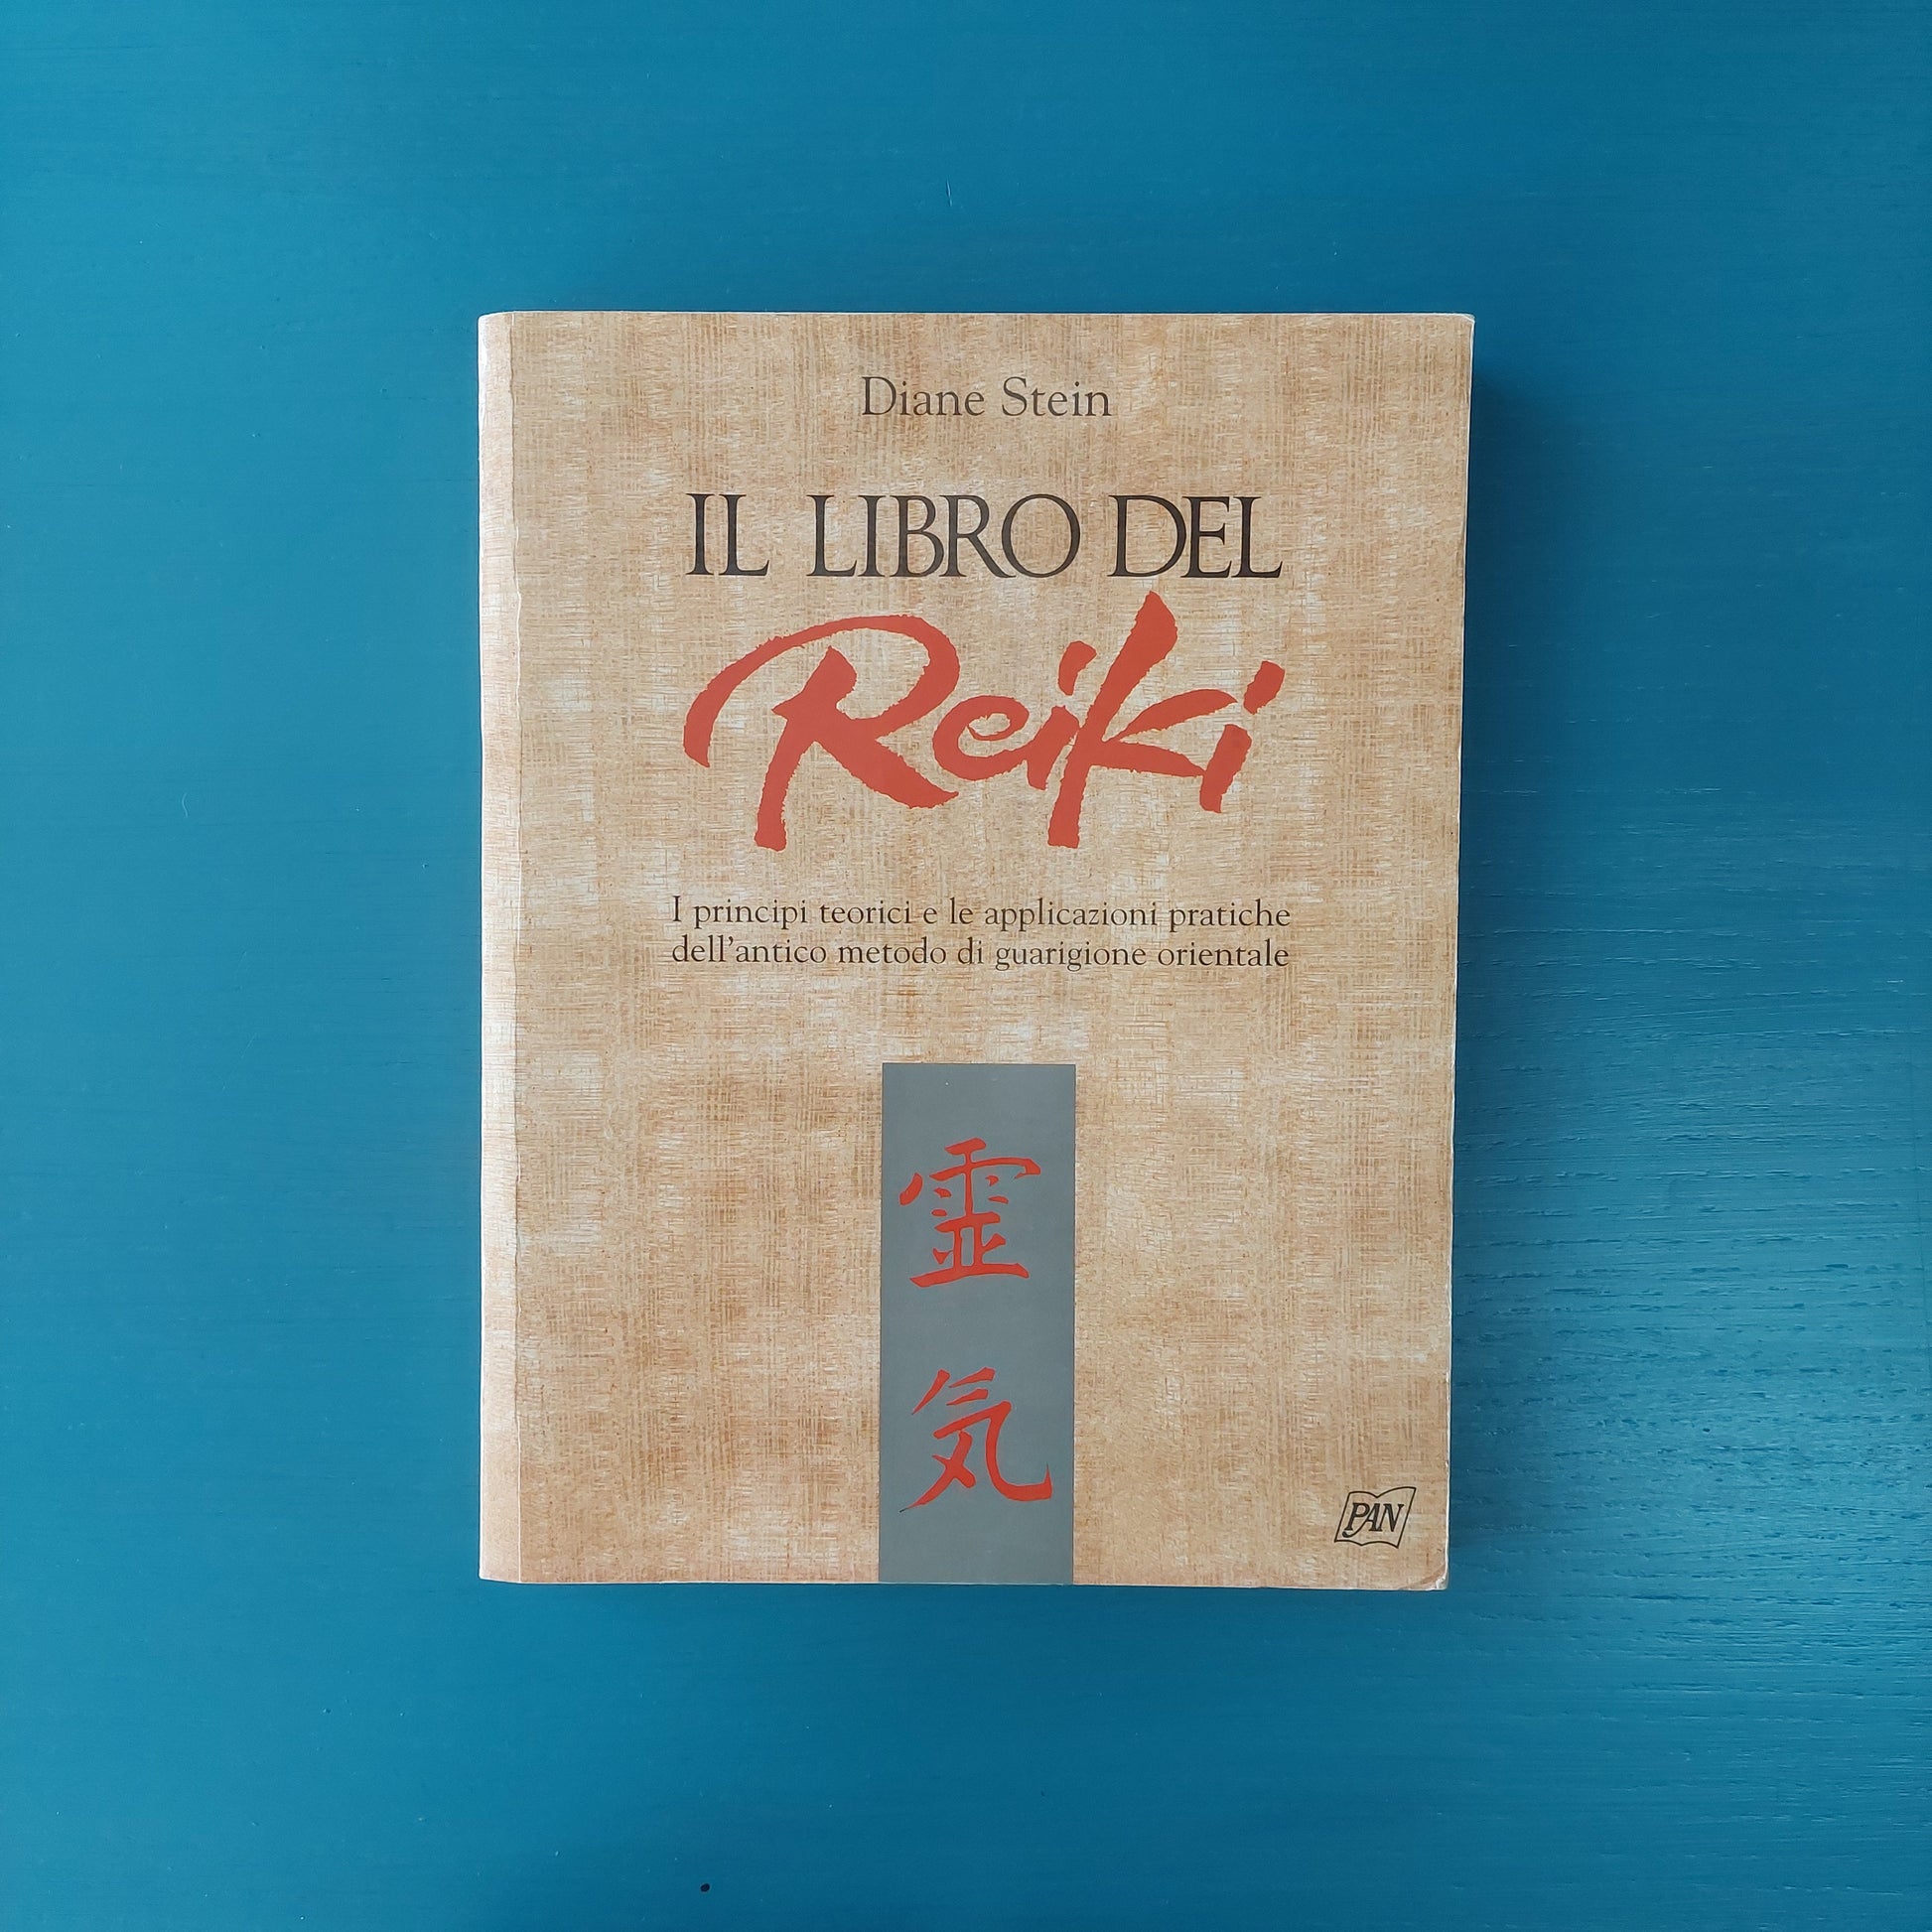 Diane Stein
IL LIBRO DEL
Reiki
I principi teorici e le applicazioni pratiche
dell'antico metodo di guarigione orientale
霊
気
PAN